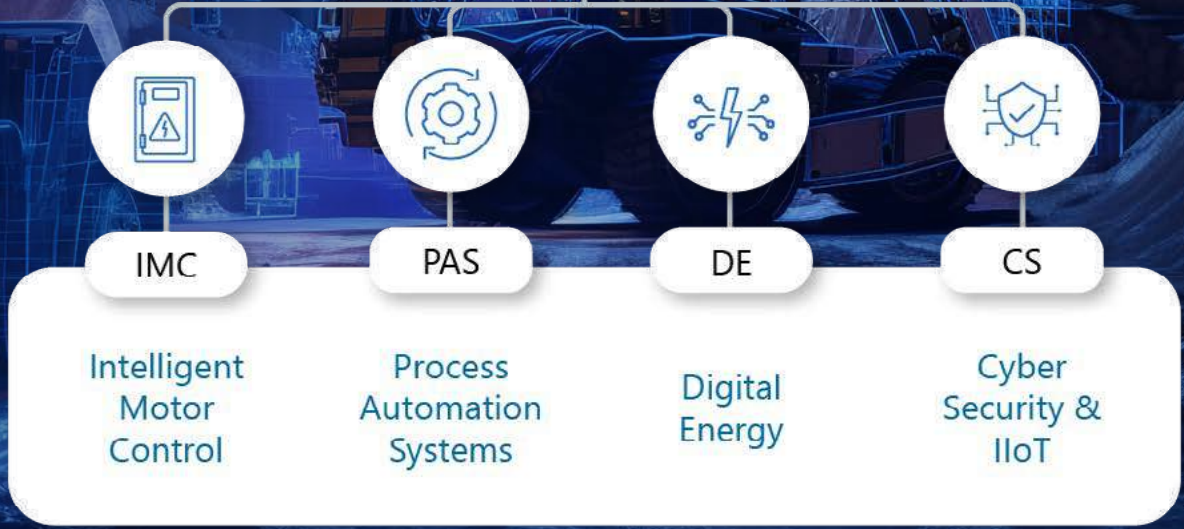 IMC
PAS
DE
CS
Intelligent
Motor
Control
Process
Automation
Systems
Digital
Energy
Cyber
Security &
IIoT